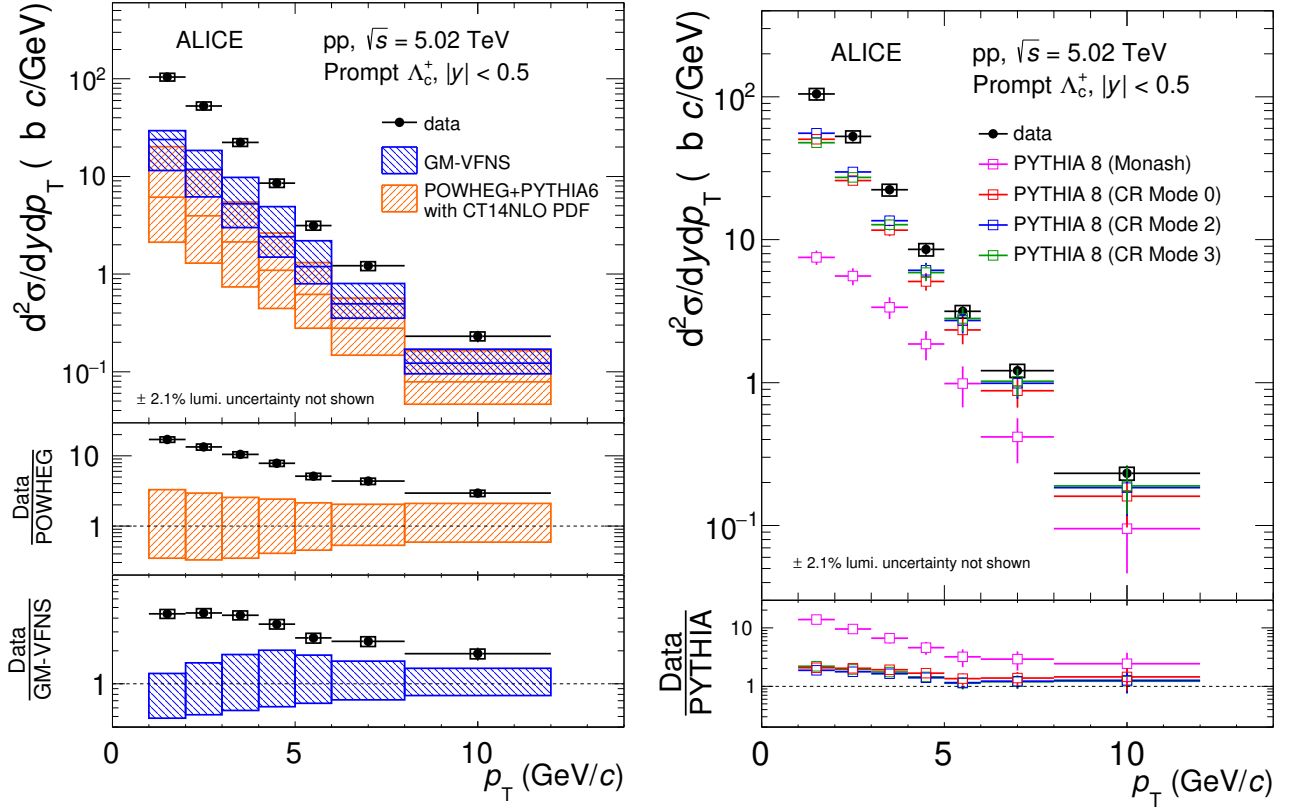 ALICE
pp, √s = 5.02 TeV
Prompt Λc+, |y| < 0.5
data
GM-VFNS
POWHEG+PYTHIA6
with CT14NLO PDF
± 2.1% lumi. uncertainty not shown
d²σ/dydpT ( b c/GeV)
10²
10
1
10⁻¹
Data
POWHEG
10
1
Data
GM-VFNS
1
0 5 10
pT (GeV/c)
ALICE
pp, √s = 5.02 TeV
Prompt Λc+, |y| < 0.5
data
PYTHIA 8 (Monash)
PYTHIA 8 (CR Mode 0)
PYTHIA 8 (CR Mode 2)
PYTHIA 8 (CR Mode 3)
± 2.1% lumi. uncertainty not shown
d²σ/dydpT ( b c/GeV)
10²
10
1
10⁻¹
Data
PYTHIA
10
1
0 5 10
pT (GeV/c)